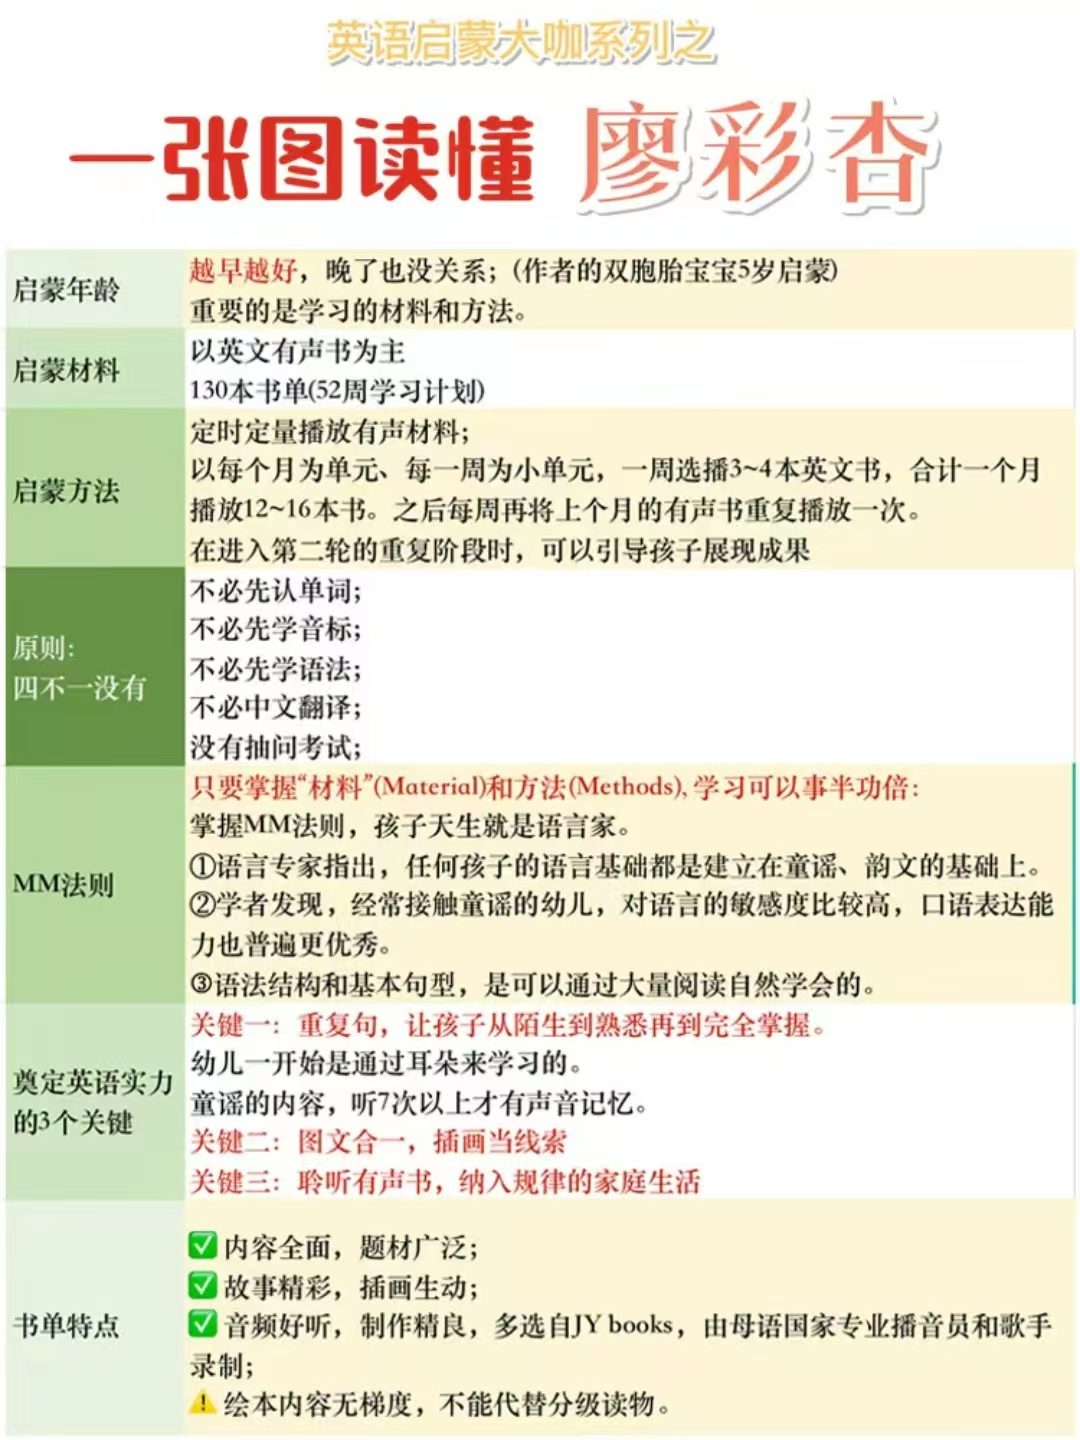 英语启蒙大咖系列之
一张图读懂 廖彩杏
启蒙年龄
越早越好，晚了也没关系；(作者的双胞胎宝宝5岁启蒙)
重要的是学习的材料和方法。
启蒙材料
以英文有声书为主
130本书单(52周学习计划)
启蒙方法
定时定量播放有声材料；
以每个月为单元、每一周为小单元，一周选播3~4本英文书，合计一个月
播放12~16本书。之后每周再将上个月的有声书重复播放一次。
在进入第二轮的重复阶段时，可以引导孩子展现成果
原则：
四不一没有
不必先认单词；
不必先学音标；
不必先学语法；
不必中文翻译；
没有抽问考试；
MM法则
只要掌握“材料”(Material)和方法(Methods), 学习可以事半功倍：
掌握MM法则，孩子天生就是语言家。
①语言专家指出，任何孩子的语言基础都是建立在童谣、韵文的基础上。
②学者发现，经常接触童谣的幼儿，对语言的敏感度比较高，口语表达能
力也普遍更优秀。
③语法结构和基本句型，是可以通过大量阅读自然学会的。
奠定英语实力
的3个关键
关键一：重复句，让孩子从陌生到熟悉再到完全掌握。
幼儿一开始是通过耳朵来学习的。
童谣的内容，听7次以上才有声音记忆。
关键二：图文合一，插画当线索
关键三：聆听有声书，纳入规律的家庭生活
书单特点
✅ 内容全面，题材广泛；
✅ 故事精彩，插画生动；
✅ 音频好听，制作精良，多选自JY books，由母语国家专业播音员和歌手
录制；
⚠️ 绘本内容无梯度，不能代替分级读物。